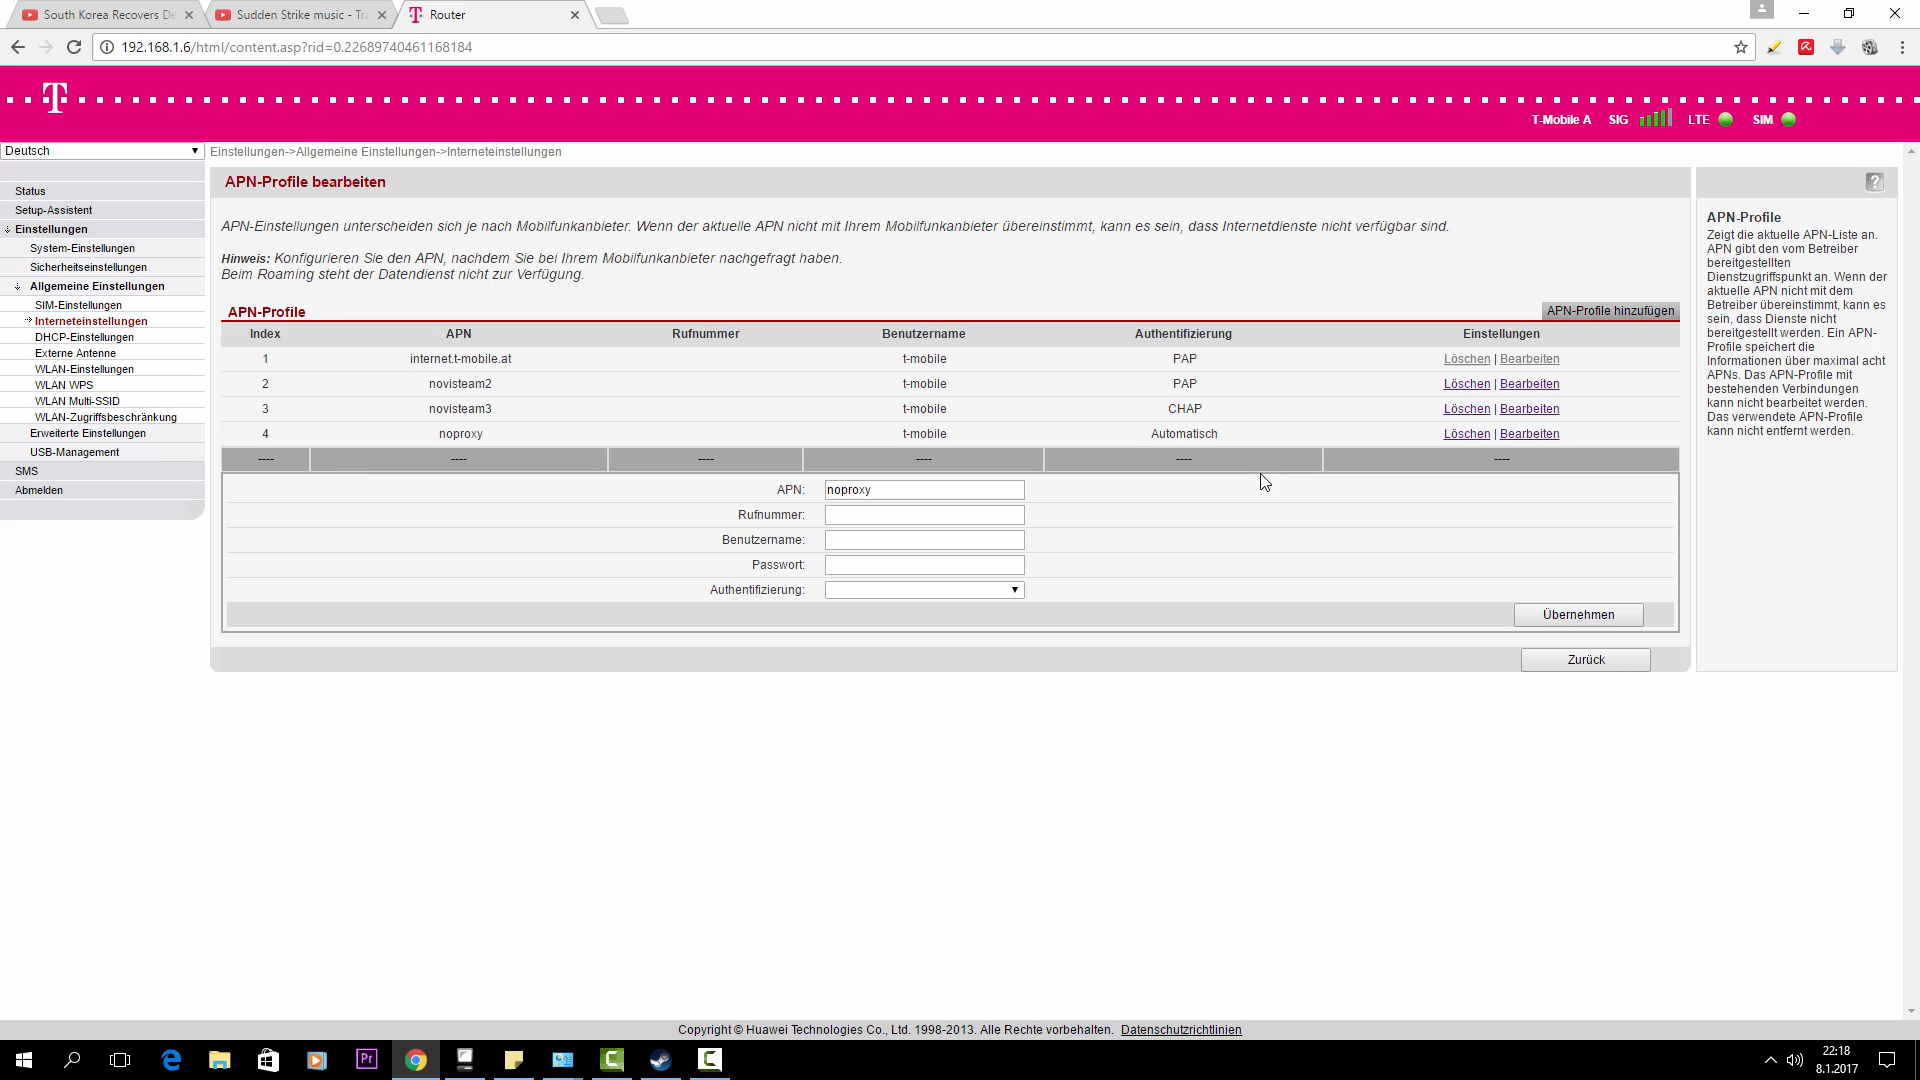 South Korea Recovers De
Sudden Strike music - Tra
Router
192.168.1.6/html/content.asp?rid=0.22689740461168184
T
T-Mobile A SIG LTE SIM
Deutsch
Einstellungen->Allgemeine Einstellungen->Interneteinstellungen
Status
Setup-Assistent
Einstellungen
System-Einstellungen
Sicherheitseinstellungen
Allgemeine Einstellungen
SIM-Einstellungen
Interneteinstellungen
DHCP-Einstellungen
Externe Antenne
WLAN-Einstellungen
WLAN WPS
WLAN Multi-SSID
WLAN-Zugriffsbeschränkung
Erweiterte Einstellungen
USB-Management
SMS
Abmelden
APN-Profile bearbeiten
APN-Einstellungen unterscheiden sich je nach Mobilfunkanbieter. Wenn der aktuelle APN nicht mit Ihrem Mobilfunkanbieter übereinstimmt, kann es sein, dass Internetdienste nicht verfügbar sind.
Hinweis: Konfigurieren Sie den APN, nachdem Sie bei Ihrem Mobilfunkanbieter nachgefragt haben.
Beim Roaming steht der Datendienst nicht zur Verfügung.
APN-Profile
APN-Profile hinzufügen
Index APN Rufnummer Benutzername Authentifizierung Einstellungen
1 internet.t-mobile.at t-mobile PAP Löschen | Bearbeiten
2 novisteam2 t-mobile PAP Löschen | Bearbeiten
3 novisteam3 t-mobile CHAP Löschen | Bearbeiten
4 noproxy t-mobile Automatisch Löschen | Bearbeiten
---- ---- ---- ---- ---- ----
APN: noproxy
Rufnummer:
Benutzername:
Passwort:
Authentifizierung:
Übernehmen
Zurück
?
APN-Profile
Zeigt die aktuelle APN-Liste an.
APN gibt den vom Betreiber
bereitgestellten
Dienstzugriffspunkt an. Wenn der
aktuelle APN nicht mit dem
Betreiber übereinstimmt, kann es
sein, dass Dienste nicht
bereitgestellt werden. Ein APN-
Profile speichert die
Informationen über maximal acht
APNs. Das APN-Profile mit
bestehenden Verbindungen
kann nicht bearbeitet werden.
Das verwendete APN-Profile
kann nicht entfernt werden.
Copyright © Huawei Technologies Co., Ltd. 1998-2013. Alle Rechte vorbehalten. Datenschutzrichtlinien
Pr
22:18
8.1.2017